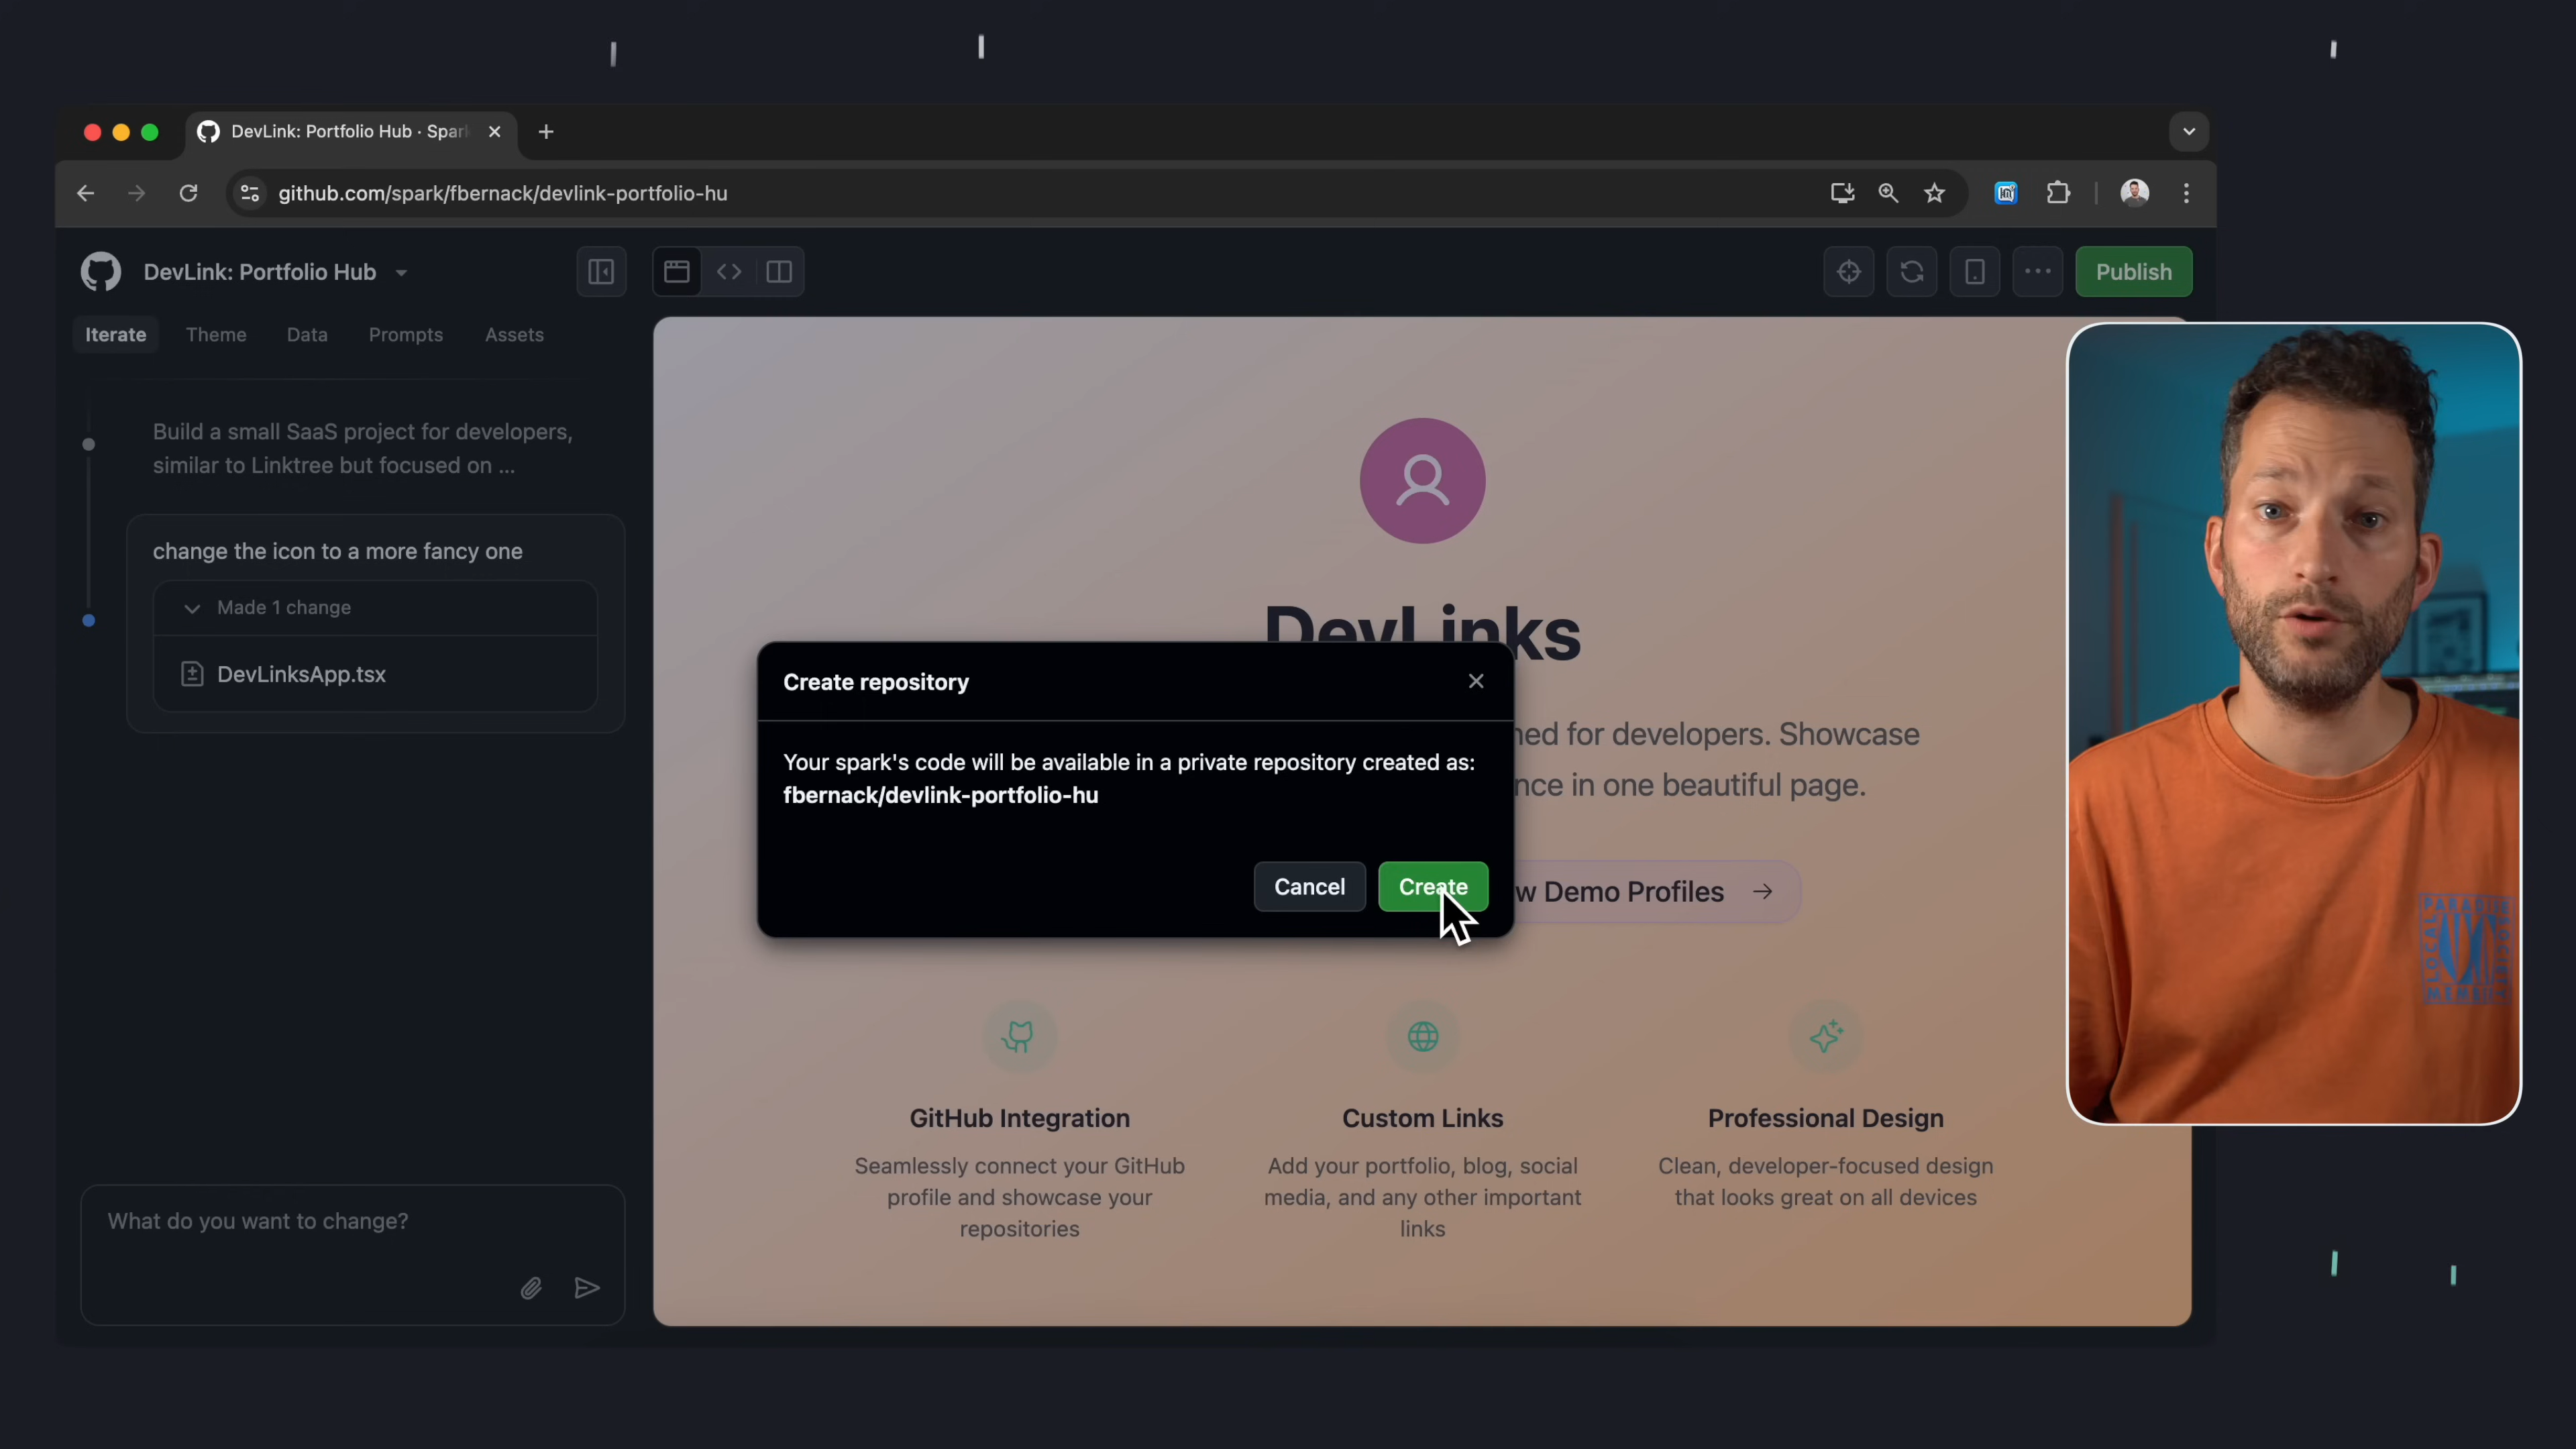 DevLink: Portfolio Hub · Spar
github.com/spark/fbernack/devlink-portfolio-hu
DevLink: Portfolio Hub
Publish
Iterate
Theme
Data
Prompts
Assets
Build a small SaaS project for developers,
similar to Linktree but focused on ...
change the icon to a more fancy one
Made 1 change
DevLinksApp.tsx
What do you want to change?
DevLinks
ned for developers. Showcase
nce in one beautiful page.
w Demo Profiles
Create repository
Your spark's code will be available in a private repository created as:
fbernack/devlink-portfolio-hu
Cancel
Create
GitHub Integration
Seamlessly connect your GitHub
profile and showcase your
repositories
Custom Links
Add your portfolio, blog, social
media, and any other important
links
Professional Design
Clean, developer-focused design
that looks great on all devices
LOCAL